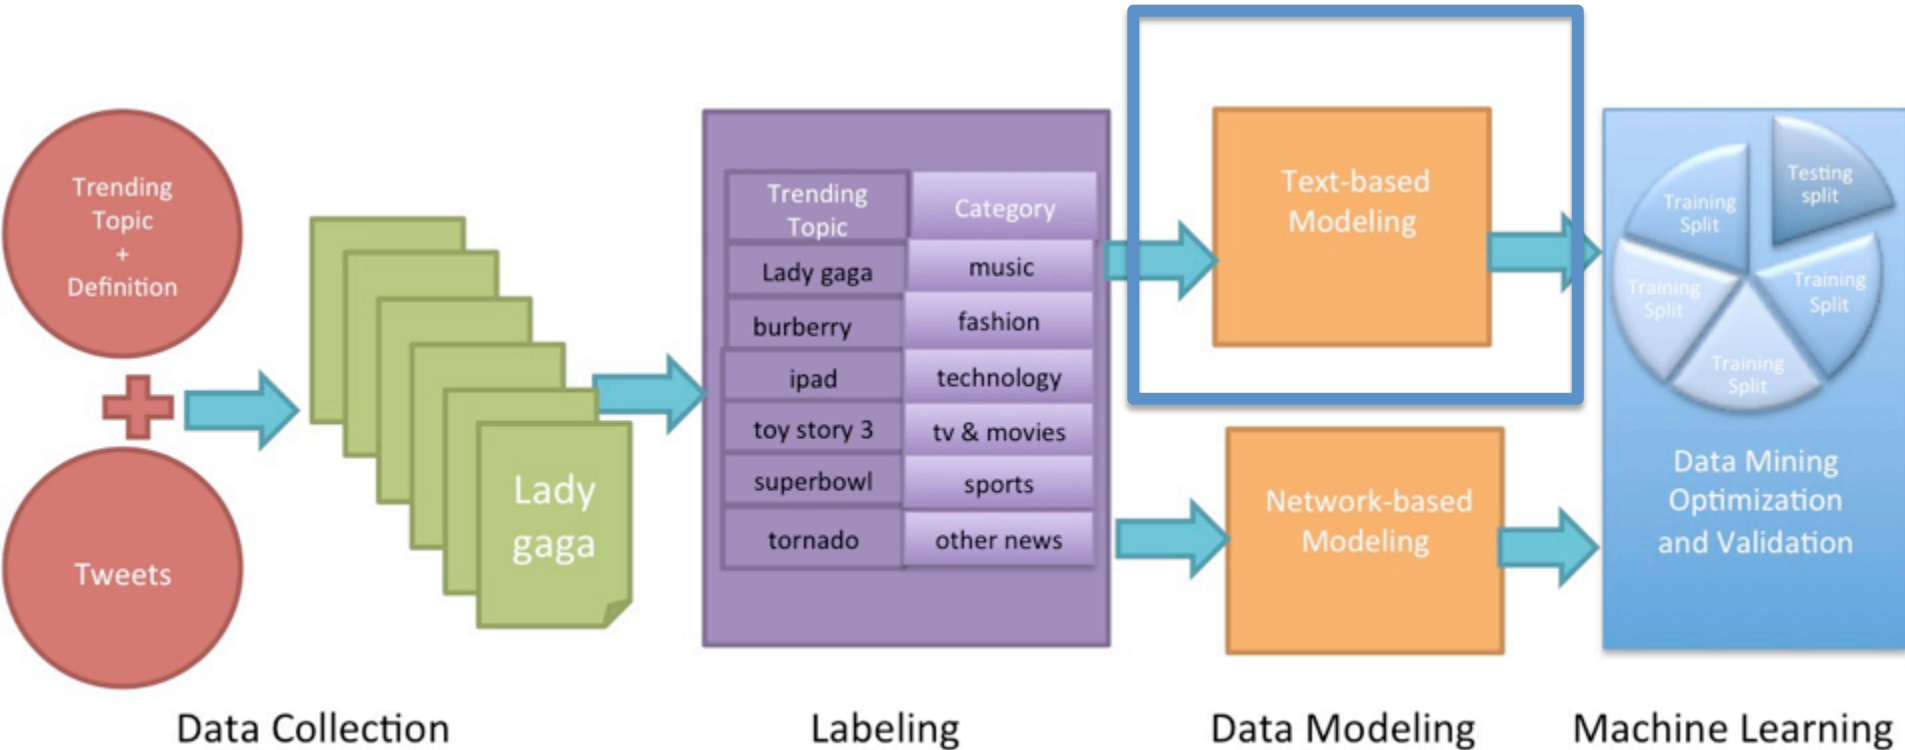 Trending
Topic
+
Definition
Tweets
Lady
gaga
Trending
Topic
Category
Lady gaga
music
burberry
fashion
ipad
technology
toy story 3
tv & movies
superbowl
sports
tornado
other news
Text-based
Modeling
Network-based
Modeling
Testing
split
Training
Split
Training
Split
Training
Split
Training
Split
Data Mining
Optimization
and Validation
Data Collection
Labeling
Data Modeling
Machine Learning